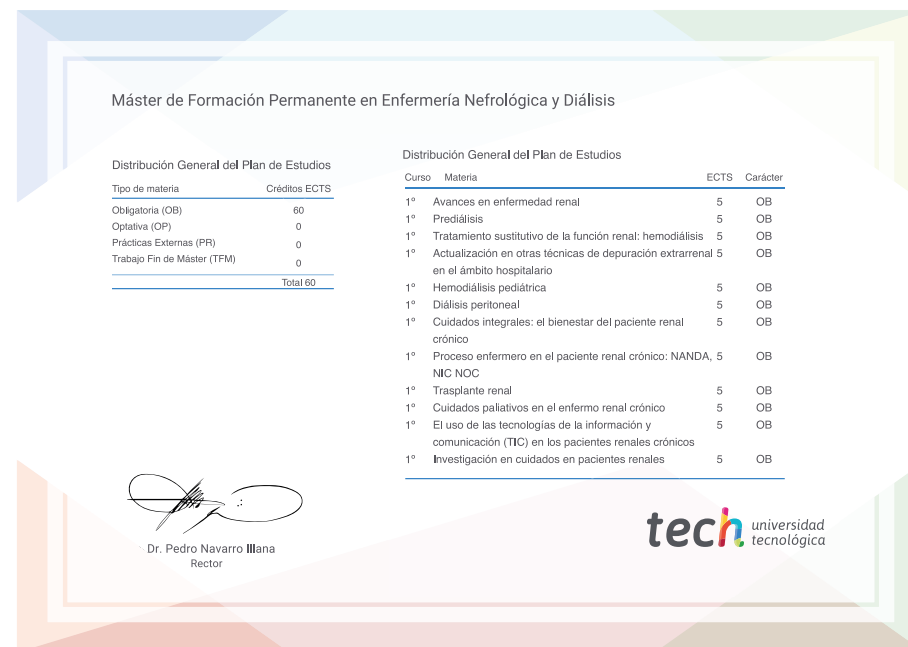 Máster de Formación Permanente en Enfermería Nefrológica y Diálisis
Distribución General del Plan de Estudios
Tipo de materia Créditos ECTS
Obligatoria (OB) 60
Optativa (OP) 0
Prácticas Externas (PR) 0
Trabajo Fin de Máster (TFM) 0
Total 60
Distribución General del Plan de Estudios
Curso Materia ECTS Carácter
1º Avances en enfermedad renal 5 OB
1º Prediálisis 5 OB
1º Tratamiento sustitutivo de la función renal: hemodiálisis 5 OB
1º Actualización en otras técnicas de depuración extrarrenal 5 OB
en el ámbito hospitalario
1º Hemodiálisis pediátrica 5 OB
1º Diálisis peritoneal 5 OB
1º Cuidados integrales: el bienestar del paciente renal 5 OB
crónico
1º Proceso enfermero en el paciente renal crónico: NANDA, 5 OB
NIC NOC
1º Trasplante renal 5 OB
1º Cuidados paliativos en el enfermo renal crónico 5 OB
1º El uso de las tecnologías de la información y 5 OB
comunicación (TIC) en los pacientes renales crónicos
1º Investigación en cuidados en pacientes renales 5 OB
Dr. Pedro Navarro Illana
Rector
tech universidad
tecnológica